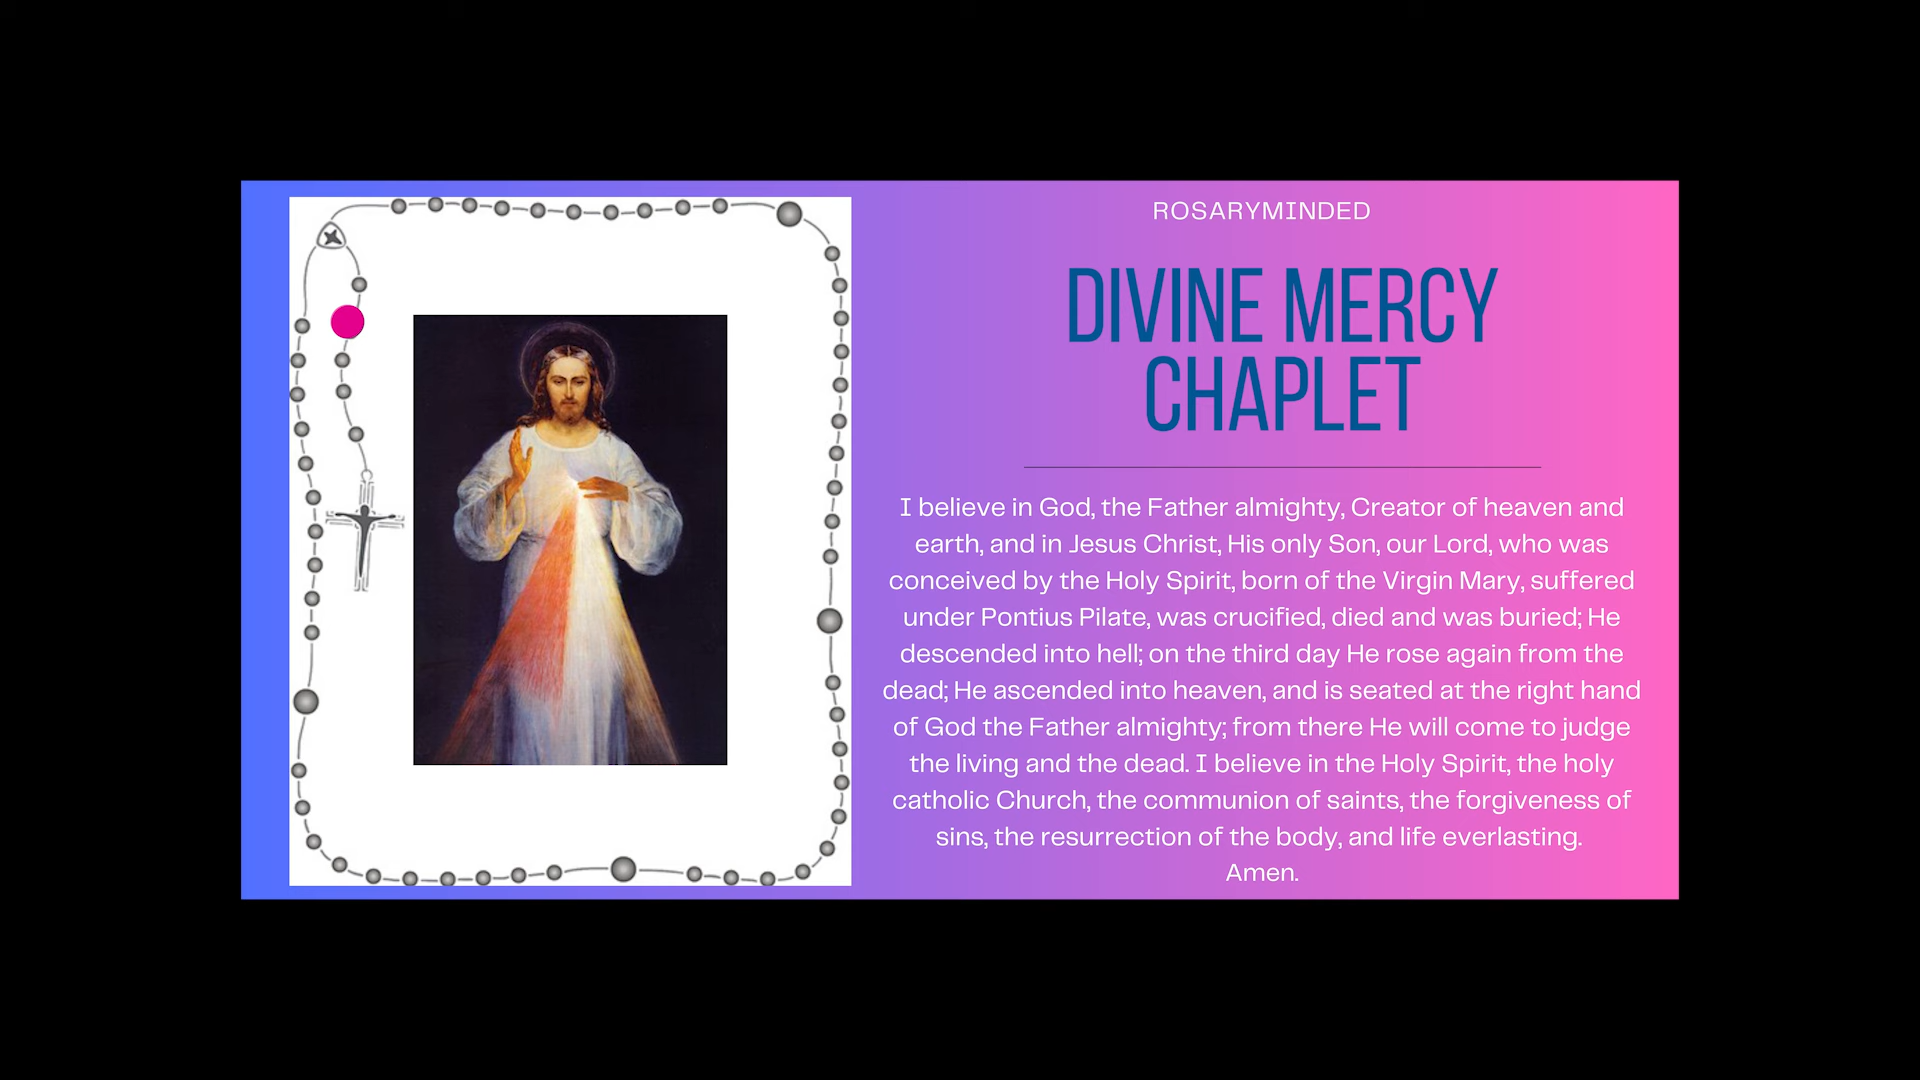 ROSARYMINDED
DIVINE MERCY
CHAPLET
I believe in God, the Father almighty, Creator of heaven and
earth, and in Jesus Christ, His only Son, our Lord, who was
conceived by the Holy Spirit, born of the Virgin Mary, suffered
under Pontius Pilate, was crucified, died and was buried; He
descended into hell; on the third day He rose again from the
dead; He ascended into heaven, and is seated at the right hand
of God the Father almighty; from there He will come to judge
the living and the dead. I believe in the Holy Spirit, the holy
catholic Church, the communion of saints, the forgiveness of
sins, the resurrection of the body, and life everlasting.
Amen.